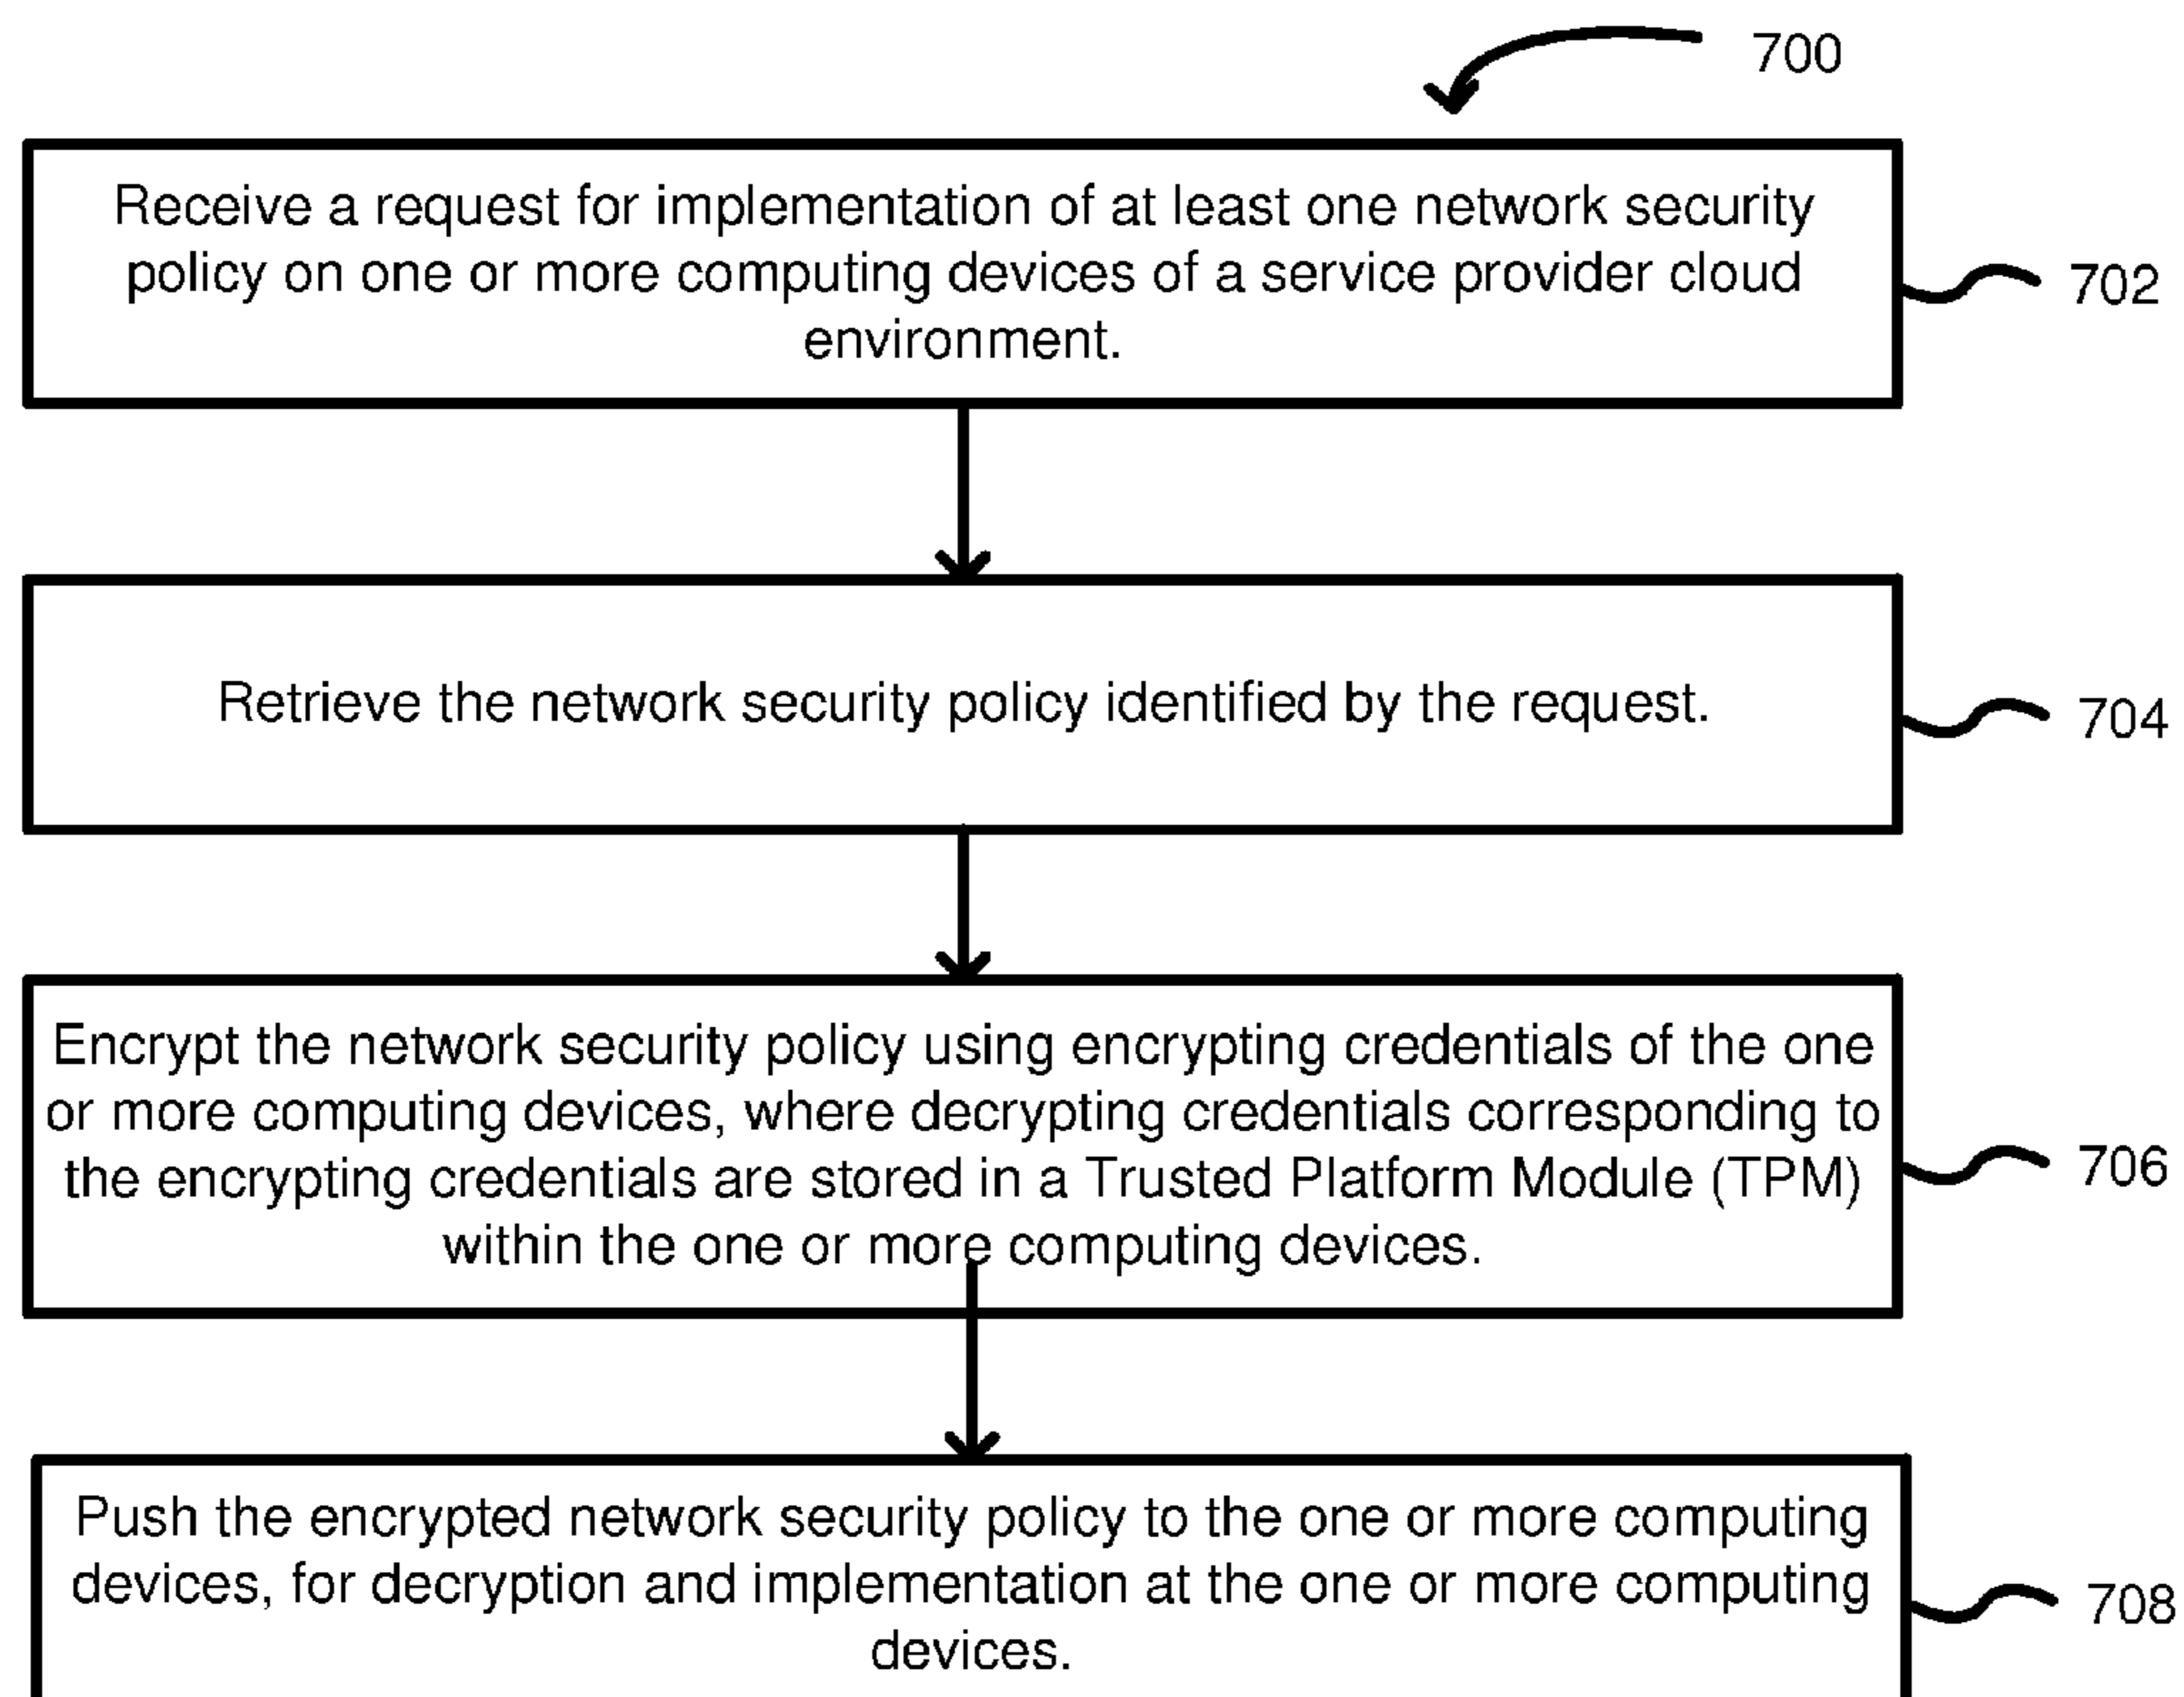 700
Receive a request for implementation of at least one network security
policy on one or more computing devices of a service provider cloud
environment.
702
Retrieve the network security policy identified by the request.
704
Encrypt the network security policy using encrypting credentials of the one
or more computing devices, where decrypting credentials corresponding to
the encrypting credentials are stored in a Trusted Platform Module (TPM)
within the one or more computing devices.
706
Push the encrypted network security policy to the one or more computing
devices, for decryption and implementation at the one or more computing
devices.
708